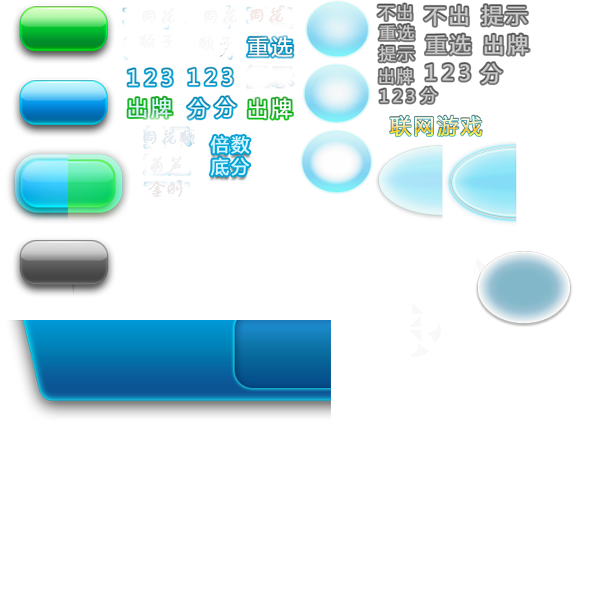 重选
123 123
出牌 分分 出牌
倍数
底分
不出
重选
提示
出牌
123分
不出 提示
重选 出牌
123 分
联网游戏